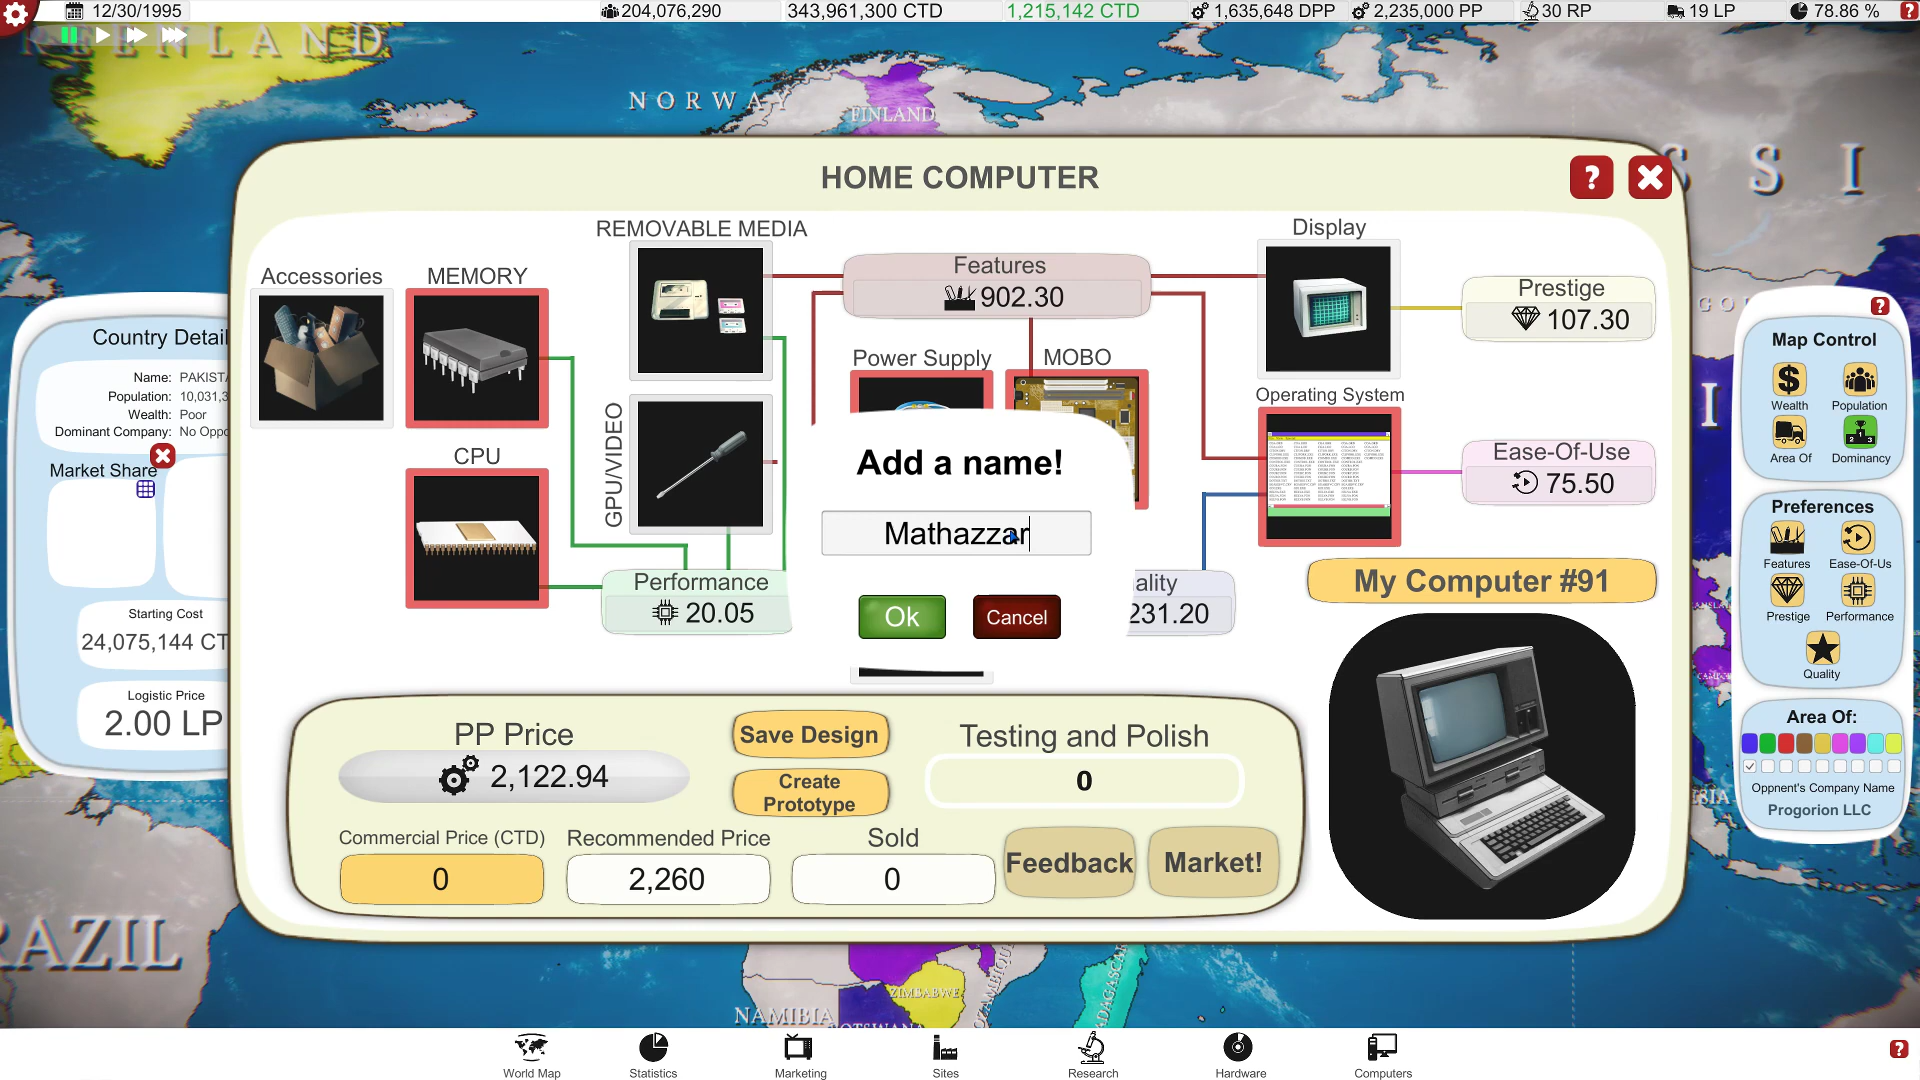 12/30/1995
204,076,290
343,961,300 CTD
1,215,142 CTD
1,635,648 DPP
2,235,000 PP
30 RP
19 LP
78.86 %
?
NORWAY
FINLAND
HOME COMPUTER
?
Accessories
MEMORY
REMOVABLE MEDIA
Features
902.30
Display
Prestige
107.30
Power Supply
MOBO
CPU
GPU/VIDEO
Operating System
Ease-Of-Use
75.50
Performance
20.05
ality
231.20
Add a name!
Mathazzar
Ok
Cancel
My Computer #91
PP Price
2,122.94
Save Design
Create
Prototype
Testing and Polish
0
Commercial Price (CTD)
0
Recommended Price
2,260
Sold
0
Feedback
Market!
Country Detail
Name: PAKIST
Population: 10,031,3
Wealth: Poor
Dominant Company: No Oppo
Market Share
Starting Cost
24,075,144 CT
Logistic Price
2.00 LP
?
Map Control
Wealth
Population
Area Of
Dominancy
Preferences
Features
Ease-Of-Us
Prestige
Performance
Quality
Area Of:
Oppnent's Company Name
Progorion LLC
RAZIL
NAMIBIA
ZIMBABWE
World Map
Statistics
Marketing
Sites
Research
Hardware
Computers
?